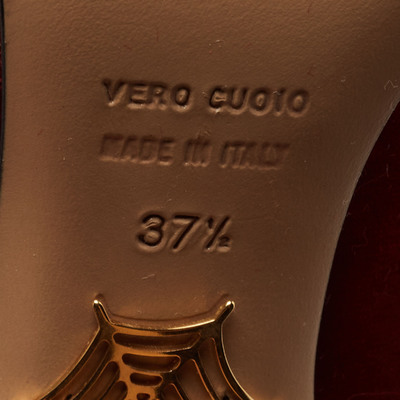 VERO CUOIO
MADE IN ITALY
37½